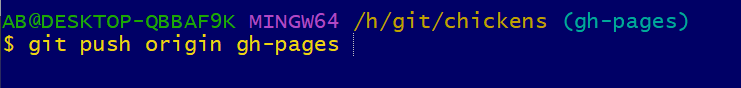 AB@DESKTOP-QBBAF9K MINGW64 /h/git/chickens (gh-pages)
$ git push origin gh-pages